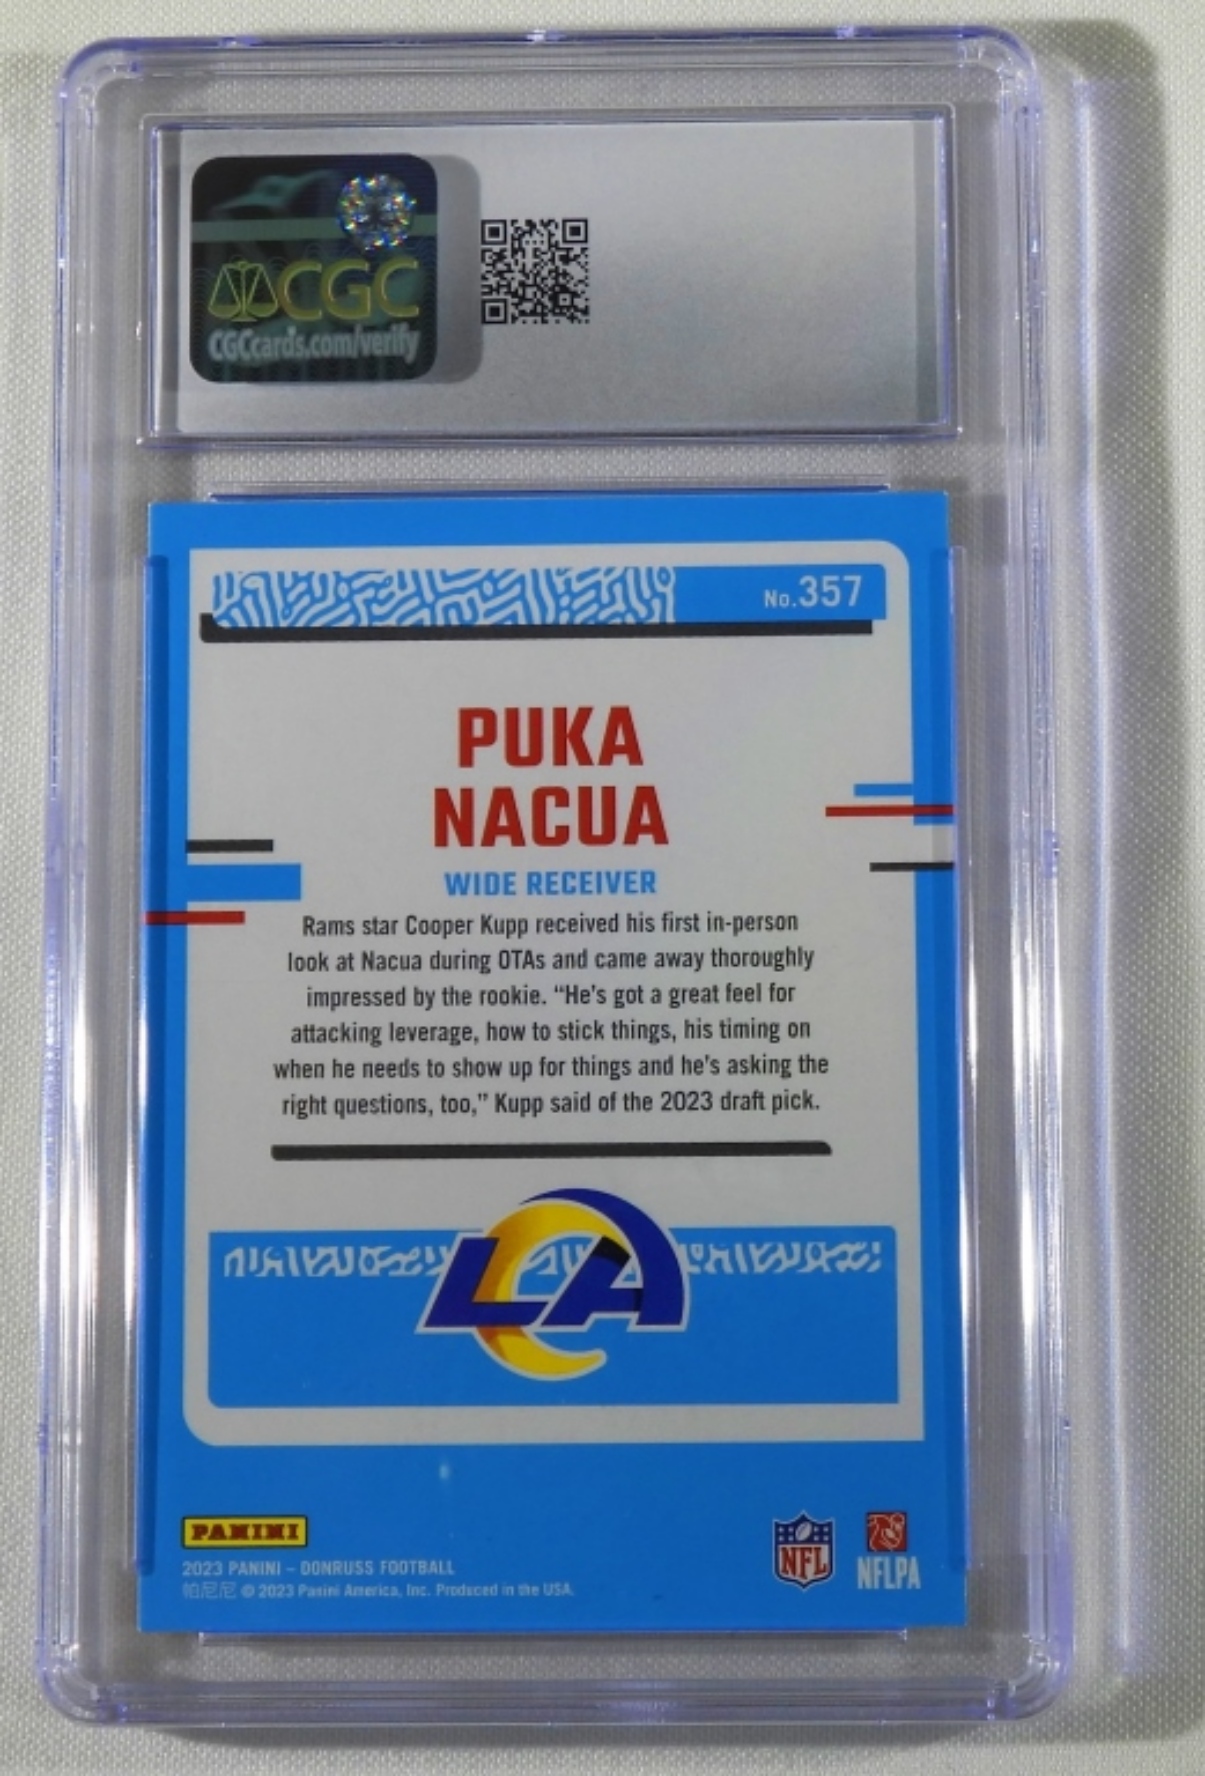 CGC
CGCcards.com/verify
No.357
PUKA
NACUA
WIDE RECEIVER
Rams star Cooper Kupp received his first in-person
look at Nacua during OTAs and came away thoroughly
impressed by the rookie. “He's got a great feel for
attacking leverage, how to stick things, his timing on
when he needs to show up for things and he's asking the
right questions, too,” Kupp said of the 2023 draft pick.
LA
PANINI
NFL
NFLPA
2023 PANINI – DONRUSS FOOTBALL
帕尼尼 © 2023 Panini America, Inc. Produced in the USA.